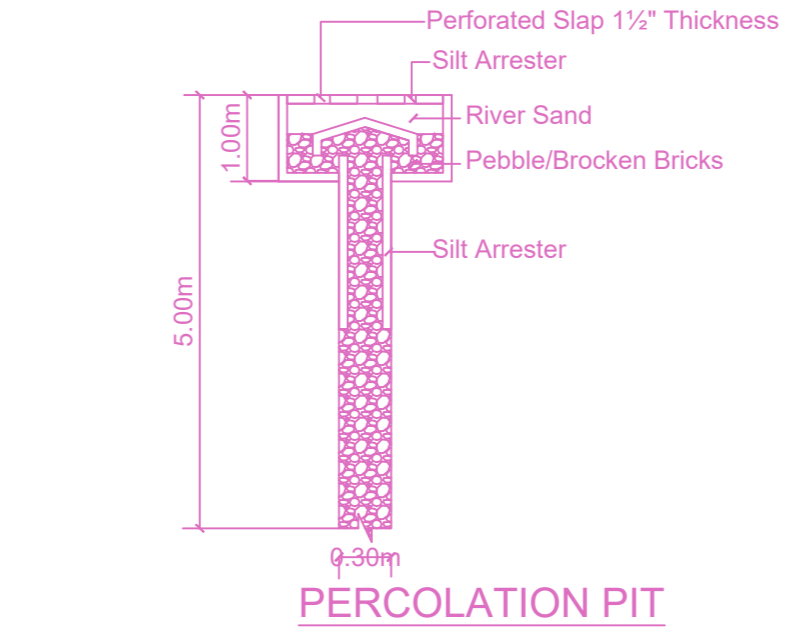 Perforated Slap 1½" Thickness
Silt Arrester
River Sand
1.00m
Pebble/Brocken Bricks
Silt Arrester
5.00m
0.30m
PERCOLATION PIT